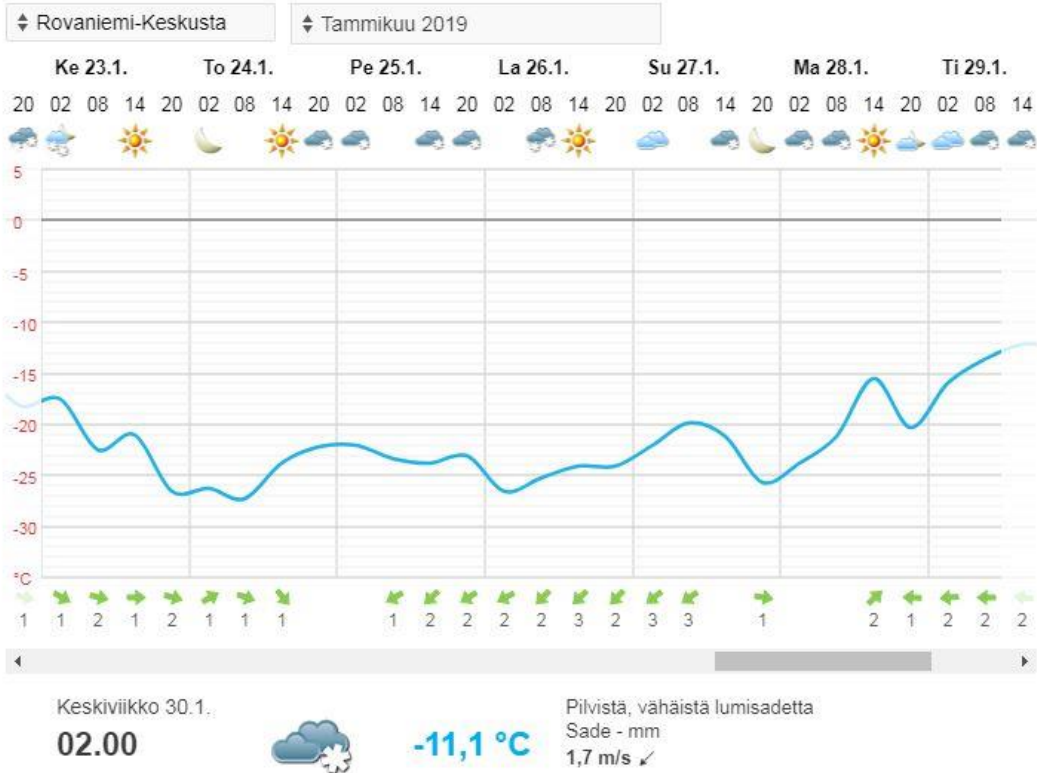 Rovaniemi-Keskusta Tammikuu 2019
Ke 23.1. To 24.1. Pe 25.1. La 26.1. Su 27.1. Ma 28.1. Ti 29.1.
20 02 08 14 20 02 08 14 20 02 08 14 20 02 08 14 20 02 08 14 20 02 08 14 20 02 08 14
5
0
-5
-10
-15
-20
-25
-30
°C
1 1 2 1 2 1 1 1 1 2 2 2 2 3 2 3 3 1 2 1 2 2 2
Keskiviikko 30.1.
02.00
-11,1 °C
Pilvistä, vähäistä lumisadetta
Sade - mm
1,7 m/s